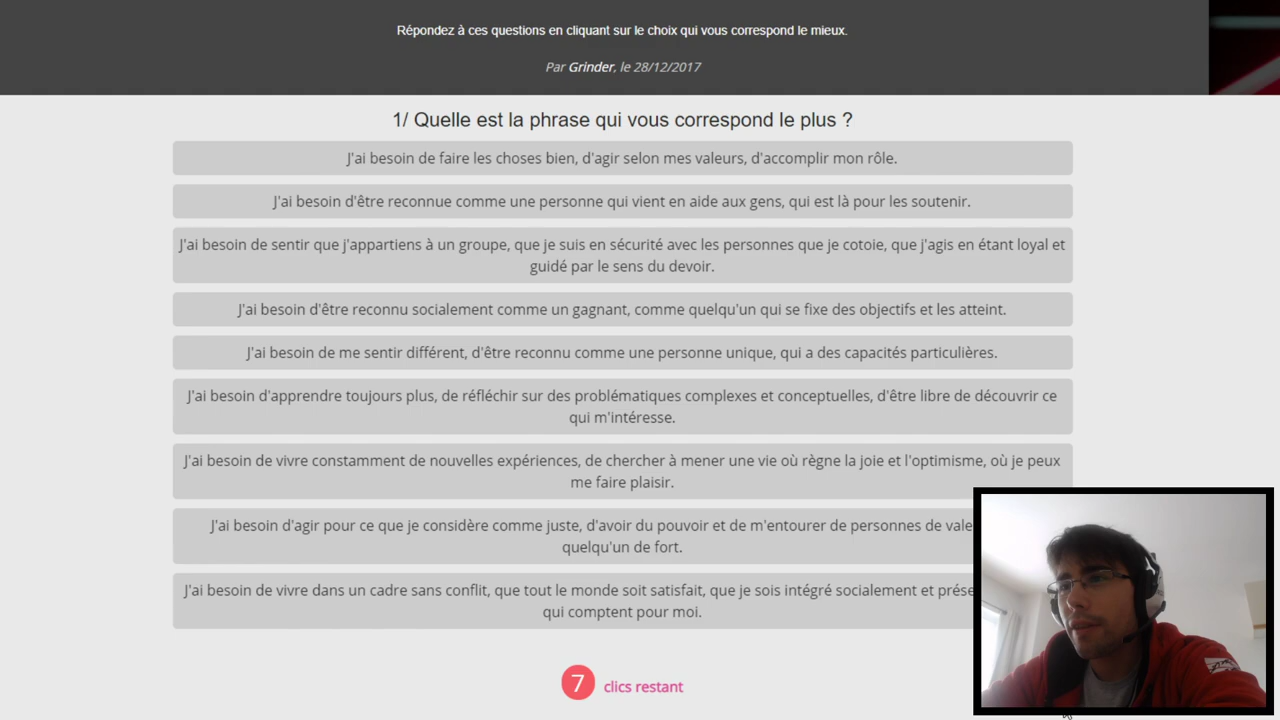 Répondez à ces questions en cliquant sur le choix qui vous correspond le mieux.
Par Grinder, le 28/12/2017
1/ Quelle est la phrase qui vous correspond le plus ?
J'ai besoin de faire les choses bien, d'agir selon mes valeurs, d'accomplir mon rôle.
J'ai besoin d'être reconnue comme une personne qui vient en aide aux gens, qui est là pour les soutenir.
J'ai besoin de sentir que j'appartiens à un groupe, que je suis en sécurité avec les personnes que je cotoie, que j'agis en étant loyal et
guidé par le sens du devoir.
J'ai besoin d'être reconnu socialement comme un gagnant, comme quelqu'un qui se fixe des objectifs et les atteint.
J'ai besoin de me sentir différent, d'être reconnu comme une personne unique, qui a des capacités particulières.
J'ai besoin d'apprendre toujours plus, de réfléchir sur des problématiques complexes et conceptuelles, d'être libre de découvrir ce
qui m'intéresse.
J'ai besoin de vivre constamment de nouvelles expériences, de chercher à mener une vie où règne la joie et l'optimisme, où je peux
me faire plaisir.
J'ai besoin d'agir pour ce que je considère comme juste, d'avoir du pouvoir et de m'entourer de personnes de vale
quelqu'un de fort.
J'ai besoin de vivre dans un cadre sans conflit, que tout le monde soit satisfait, que je sois intégré socialement et prése
qui comptent pour moi.
7 clics restant